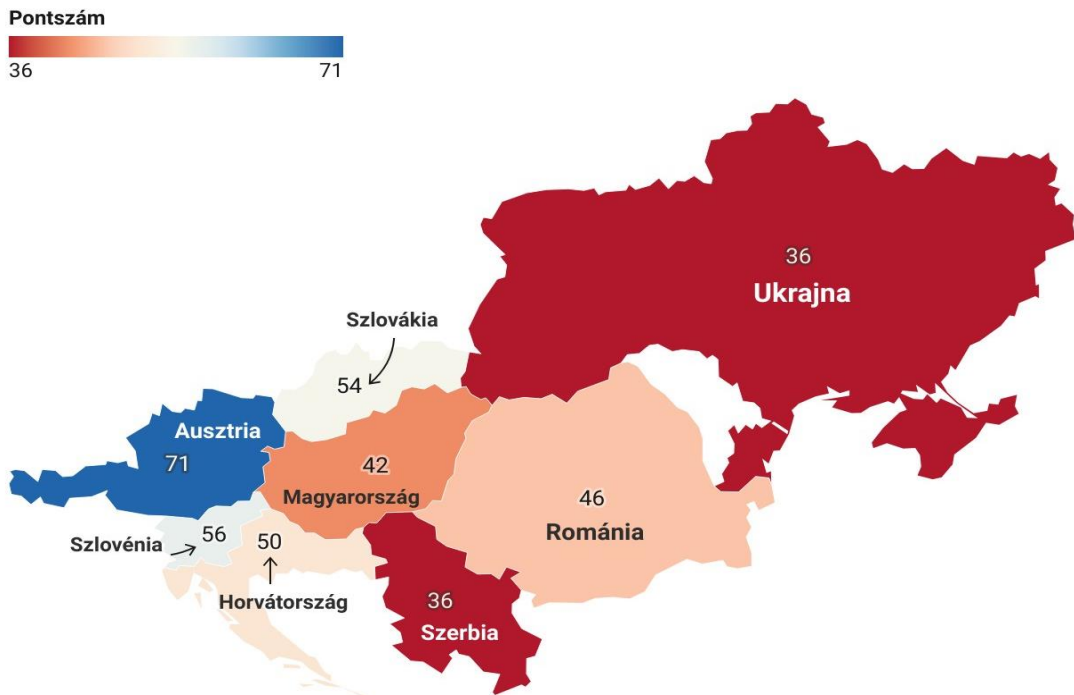 Pontszám
36 71
36
Ukrajna
Szlovákia
54
Ausztria
71
42
Magyarország
46
Románia
56
Szlovénia
50
Horvátország
36
Szerbia